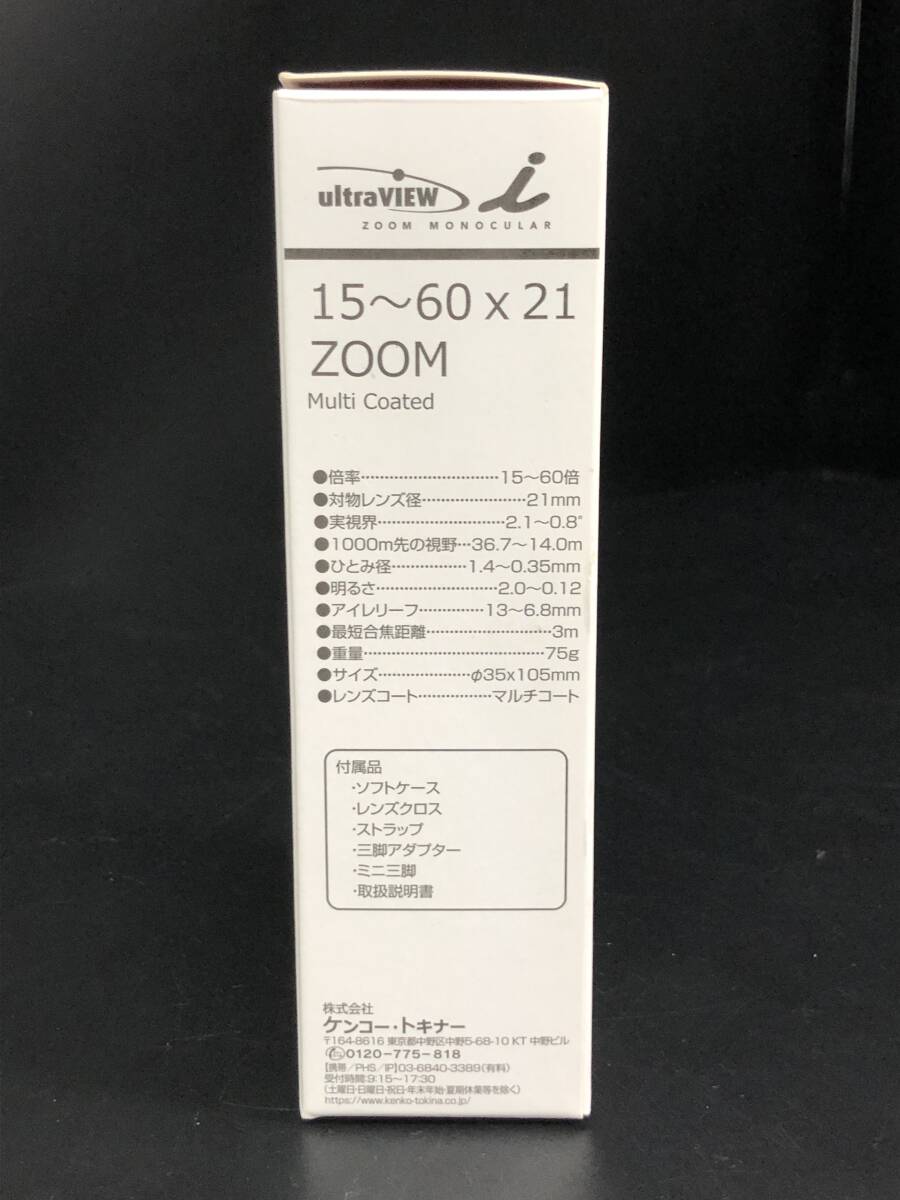 ultraVIEW i
ZOOM MONOCULAR
15～60 x 21
ZOOM
Multi Coated
●倍率…………………………15～60倍
●対物レンズ径…………………21mm
●実視界………………………2.1～0.8°
●1000m先の視野…36.7～14.0m
●ひとみ径……………1.4～0.35mm
●明るさ……………………2.0～0.12
●アイレリーフ…………13～6.8mm
●最短合焦距離………………………3m
●重量…………………………………75g
●サイズ………………φ35x105mm
●レンズコート……………マルチコート
付属品
・ソフトケース
・レンズクロス
・ストラップ
・三脚アダプター
・ミニ三脚
・取扱説明書
株式会社
ケンコー・トキナー
〒164-8616 東京都中野区中野5-68-10 KT 中野ビル
0120-775-818
【携帯/PHS/IP】03-6840-3389(有料)
受付時間:9:15～17:30
(土曜日・日曜日・祝日・年末年始・夏期休業等を除く)
https://www.kenko-tokina.co.jp/